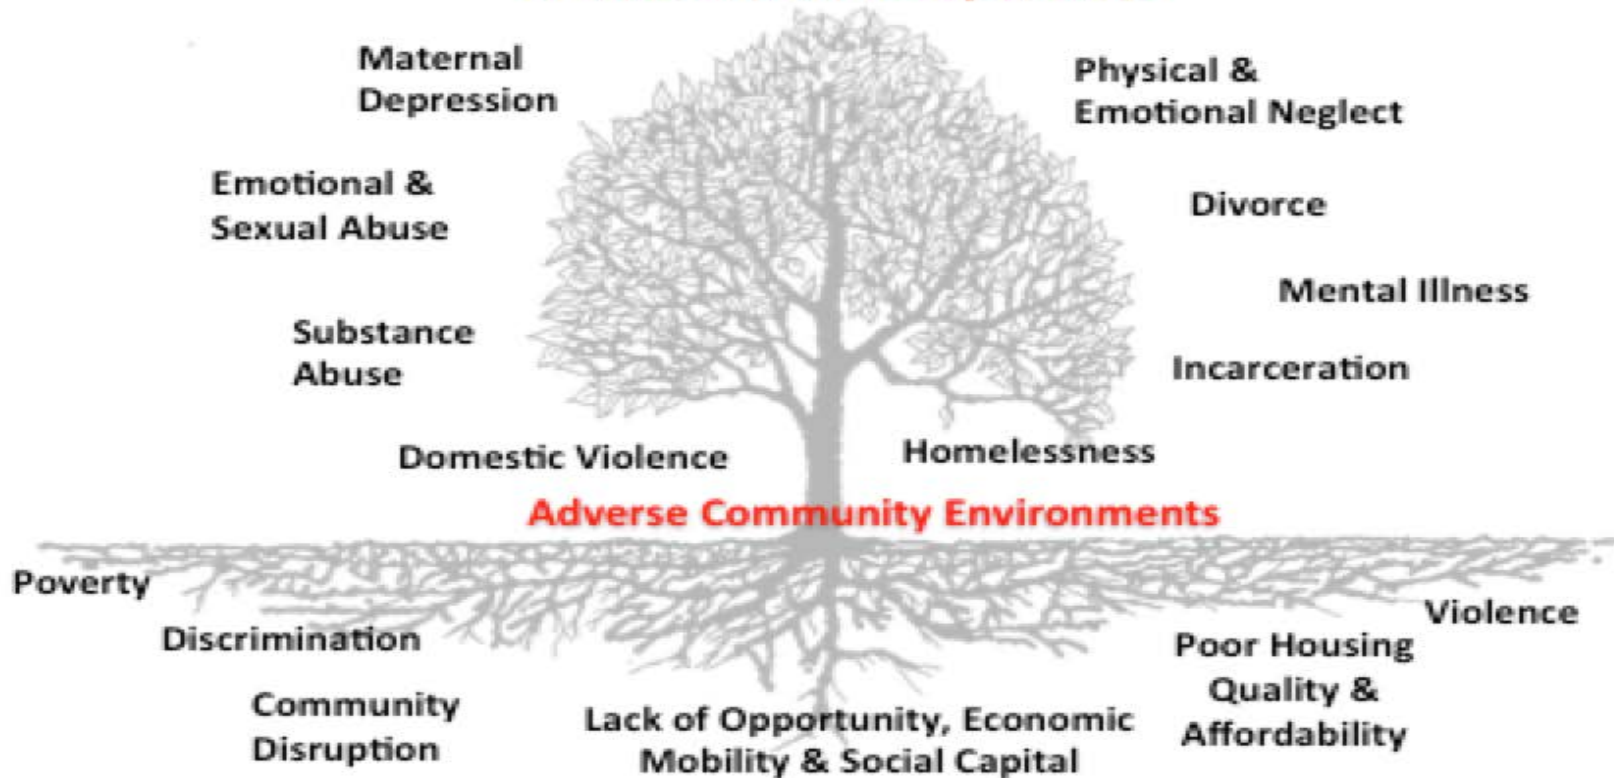 Maternal
Depression
Physical &
Emotional Neglect
Emotional &
Sexual Abuse
Divorce
Mental Illness
Substance
Abuse
Incarceration
Domestic Violence
Homelessness
Adverse Community Environments
Poverty
Violence
Discrimination
Poor Housing
Quality &
Affordability
Community
Disruption
Lack of Opportunity, Economic
Mobility & Social Capital